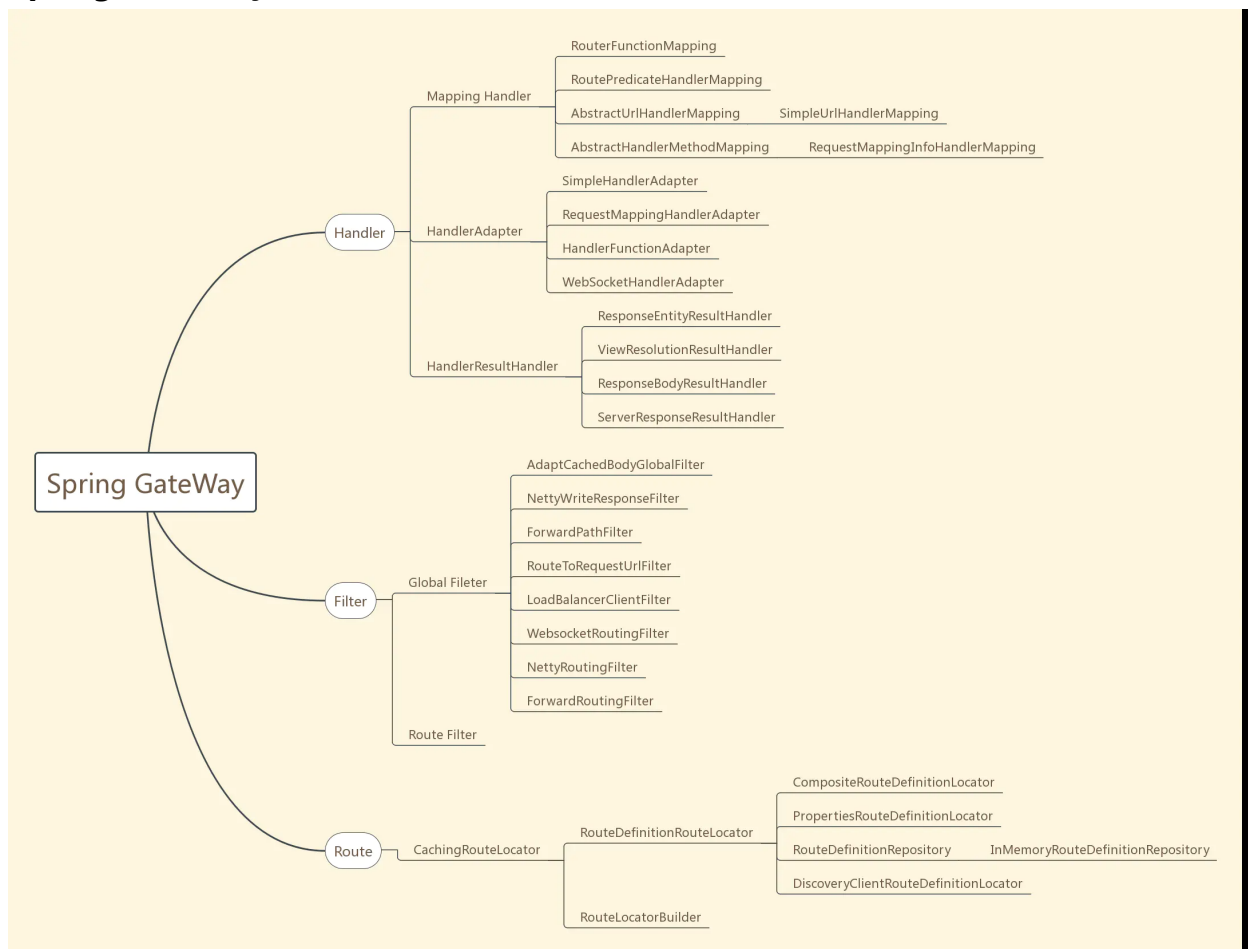 RouterFunctionMapping
RoutePredicateHandlerMapping
Mapping Handler
AbstractUrlHandlerMapping SimpleUrlHandlerMapping
AbstractHandlerMethodMapping RequestMappingInfoHandlerMapping
SimpleHandlerAdapter
RequestMappingHandlerAdapter
Handler
HandlerAdapter
HandlerFunctionAdapter
WebSocketHandlerAdapter
ResponseEntityResultHandler
ViewResolutionResultHandler
HandlerResultHandler
ResponseBodyResultHandler
ServerResponseResultHandler
Spring GateWay
AdaptCachedBodyGlobalFilter
NettyWriteResponseFilter
ForwardPathFilter
RouteToRequestUrlFilter
Global Fileter
Filter
LoadBalancerClientFilter
WebsocketRoutingFilter
NettyRoutingFilter
ForwardRoutingFilter
Route Filter
CompositeRouteDefinitionLocator
PropertiesRouteDefinitionLocator
RouteDefinitionRouteLocator
Route
CachingRouteLocator
RouteDefinitionRepository InMemoryRouteDefinitionRepository
DiscoveryClientRouteDefinitionLocator
RouteLocatorBuilder